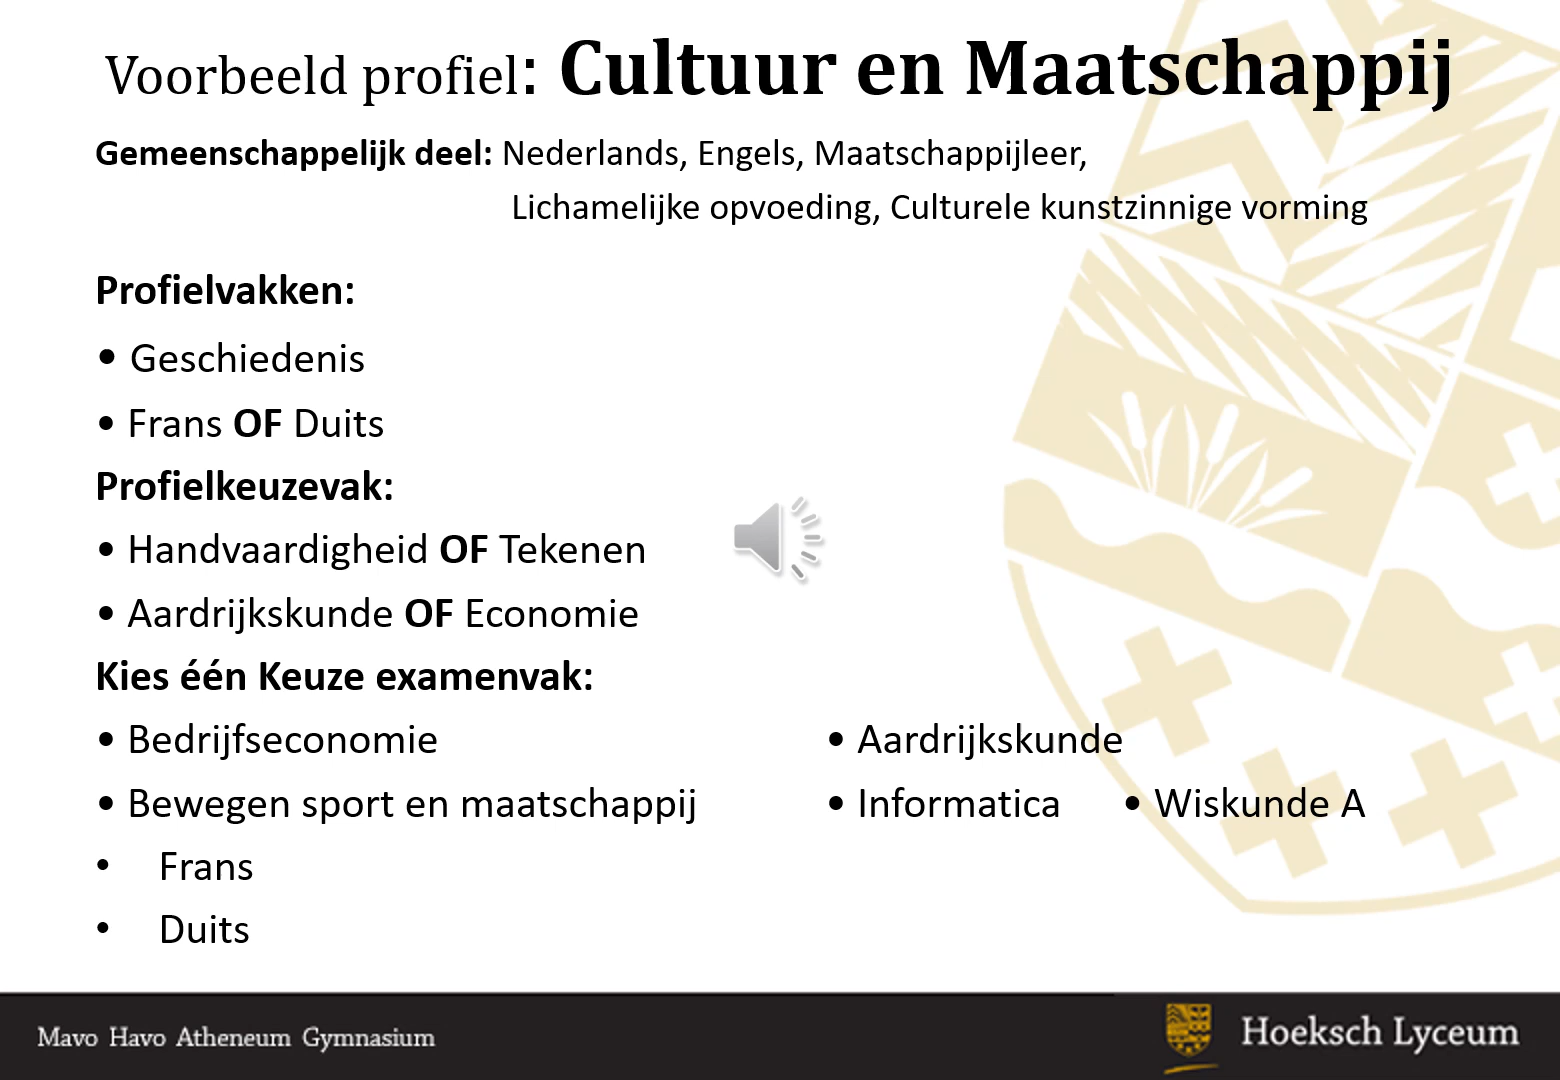 Voorbeeld profiel: Cultuur en Maatschappij
Gemeenschappelijk deel: Nederlands, Engels, Maatschappijleer,
Lichamelijke opvoeding, Culturele kunstzinnige vorming
Profielvakken:
• Geschiedenis
• Frans OF Duits
Profielkeuzevak:
• Handvaardigheid OF Tekenen
• Aardrijkskunde OF Economie
Kies één Keuze examenvak:
• Bedrijfseconomie • Aardrijkskunde
• Bewegen sport en maatschappij • Informatica • Wiskunde A
• Frans
• Duits
Mavo Havo Atheneum Gymnasium
Hoeksch Lyceum